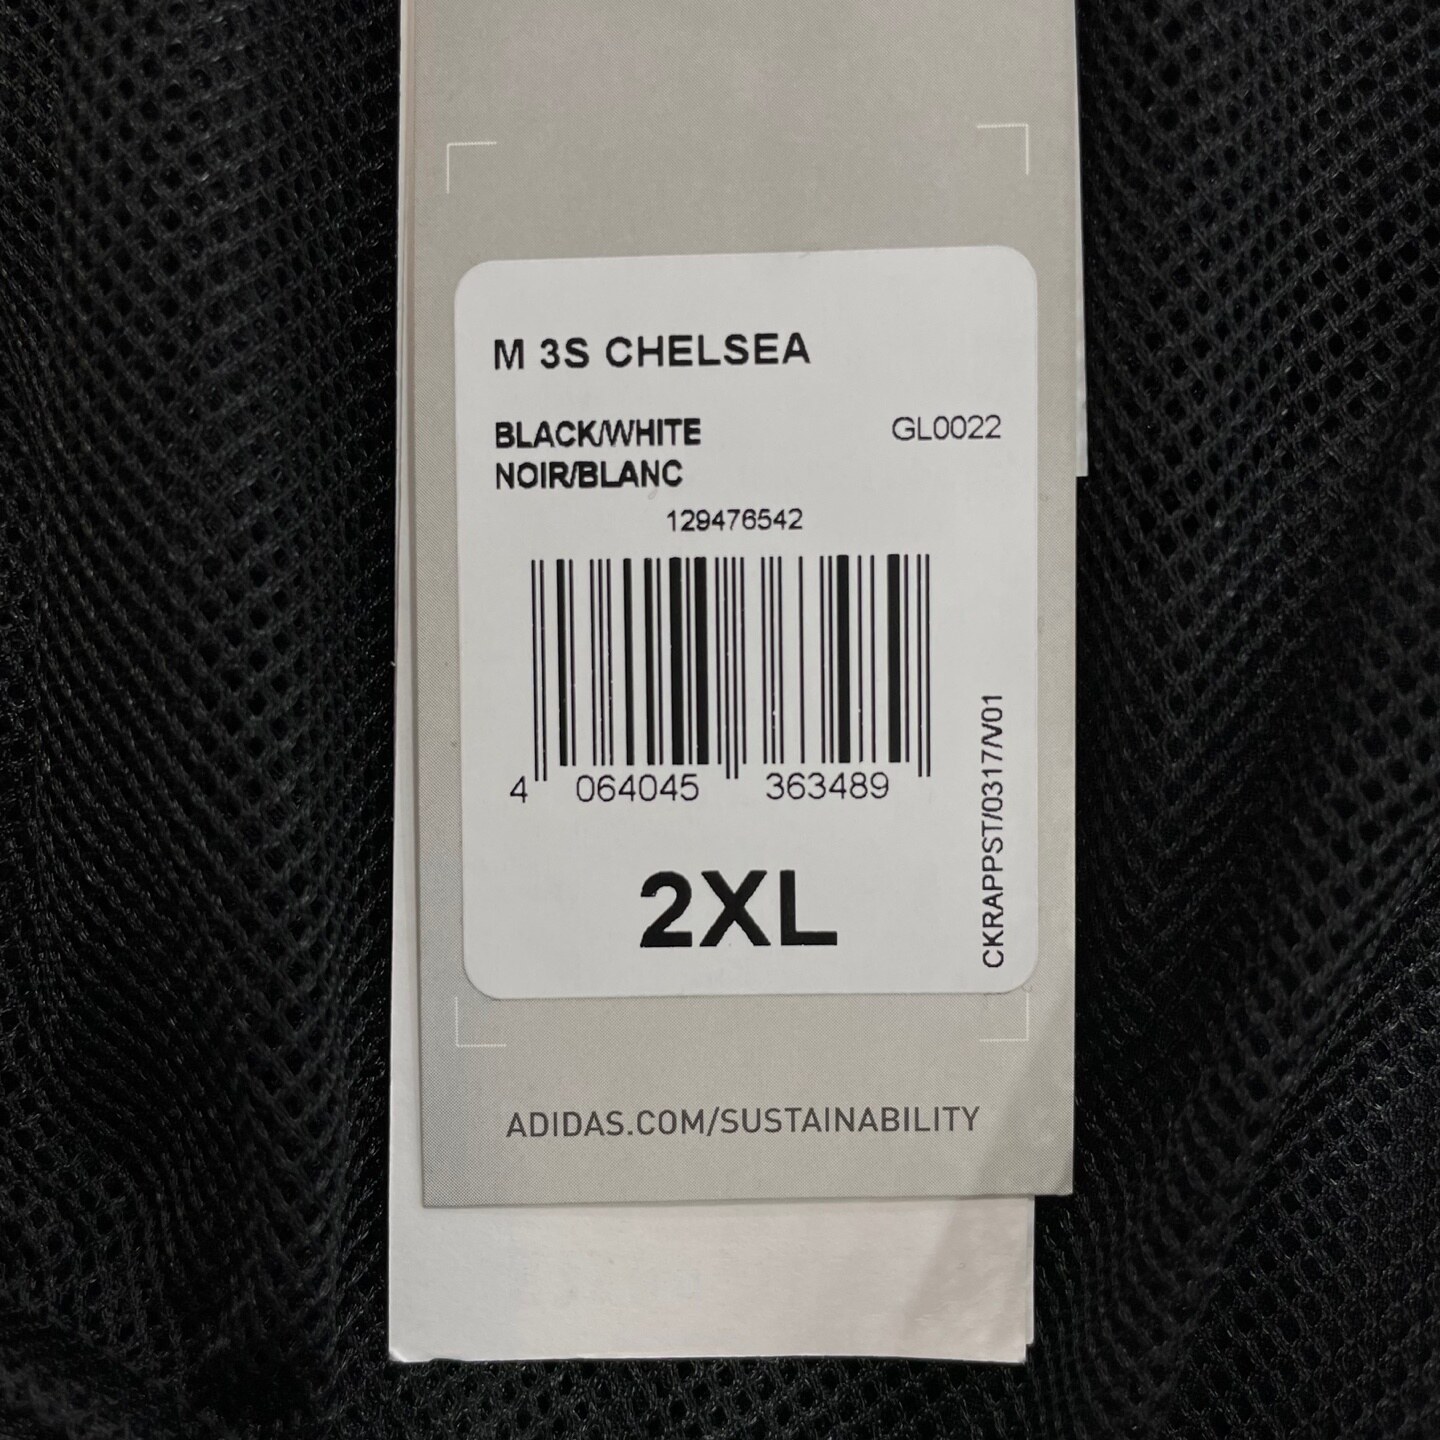 M 3S CHELSEA
BLACK/WHITE GL0022
NOIR/BLANC
129476542
4 064045 363489
2XL
CKRAPPST/0317/V01
ADIDAS.COM/SUSTAINABILITY